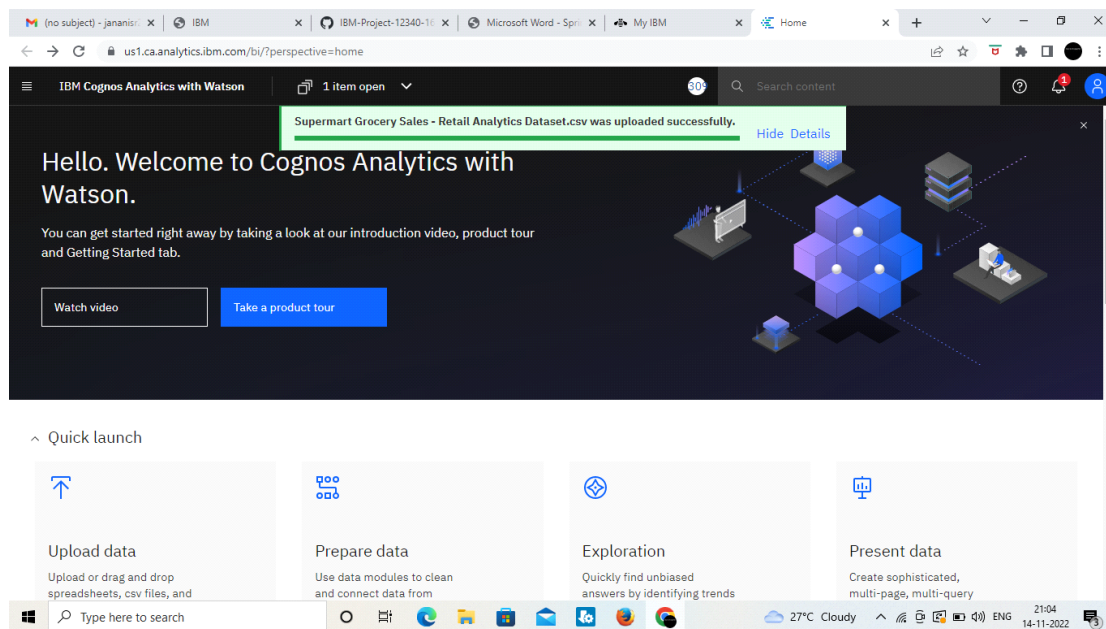 (no subject) - jananisr
IBM
IBM-Project-12340-16
Microsoft Word - Spri
My IBM
Home
us1.ca.analytics.ibm.com/bi/?perspective=home
IBM Cognos Analytics with Watson
1 item open
309
Search content
1
Supermart Grocery Sales - Retail Analytics Dataset.csv was uploaded successfully.
Hide Details
Hello. Welcome to Cognos Analytics with
Watson.
You can get started right away by taking a look at our introduction video, product tour
and Getting Started tab.
Watch video
Take a product tour
Quick launch
Upload data
Upload or drag and drop
spreadsheets, csv files, and
Prepare data
Use data modules to clean
and connect data from
Exploration
Quickly find unbiased
answers by identifying trends
Present data
Create sophisticated,
multi-page, multi-query
Type here to search
27°C Cloudy
ENG
21:04
14-11-2022
3